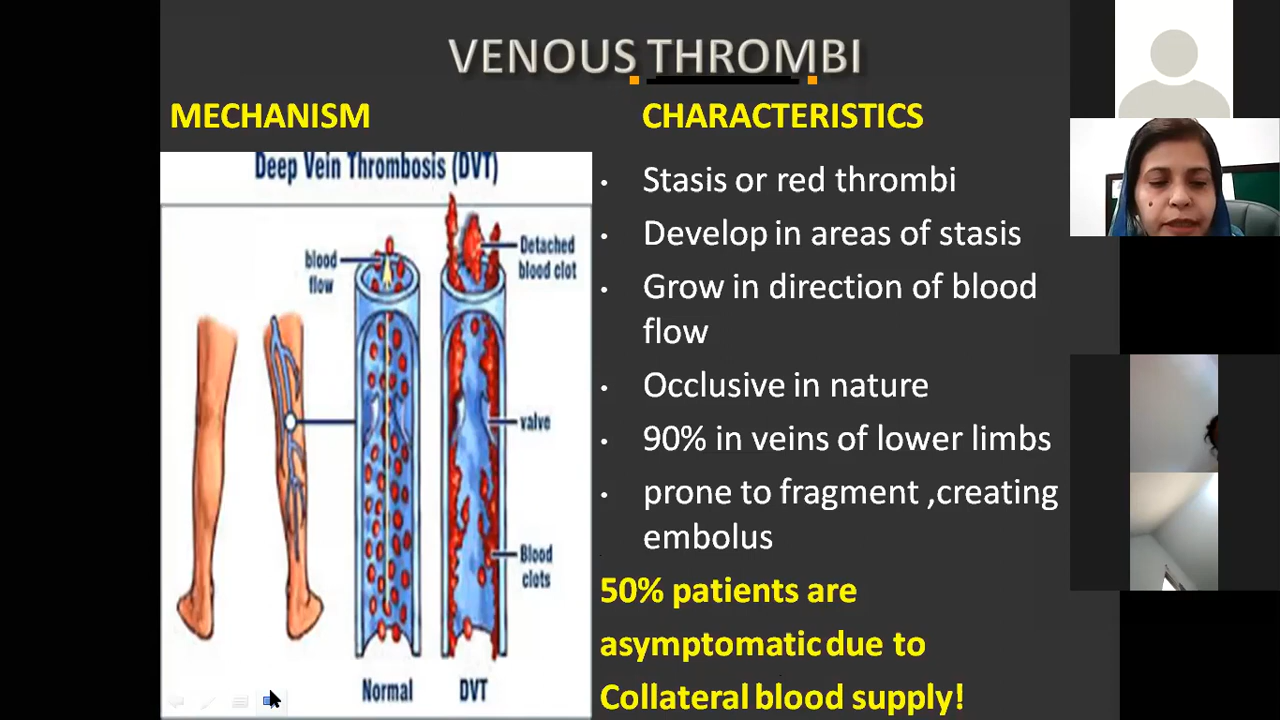 VENOUS THROMBI
MECHANISM
Deep Vein Thrombosis (DVT)
blood
flow
Detached
blood clot
valve
Blood
clots
Normal
DVT
CHARACTERISTICS
• Stasis or red thrombi
• Develop in areas of stasis
• Grow in direction of blood
flow
• Occlusive in nature
• 90% in veins of lower limbs
• prone to fragment ,creating
embolus
50% patients are
asymptomatic due to
Collateral blood supply!